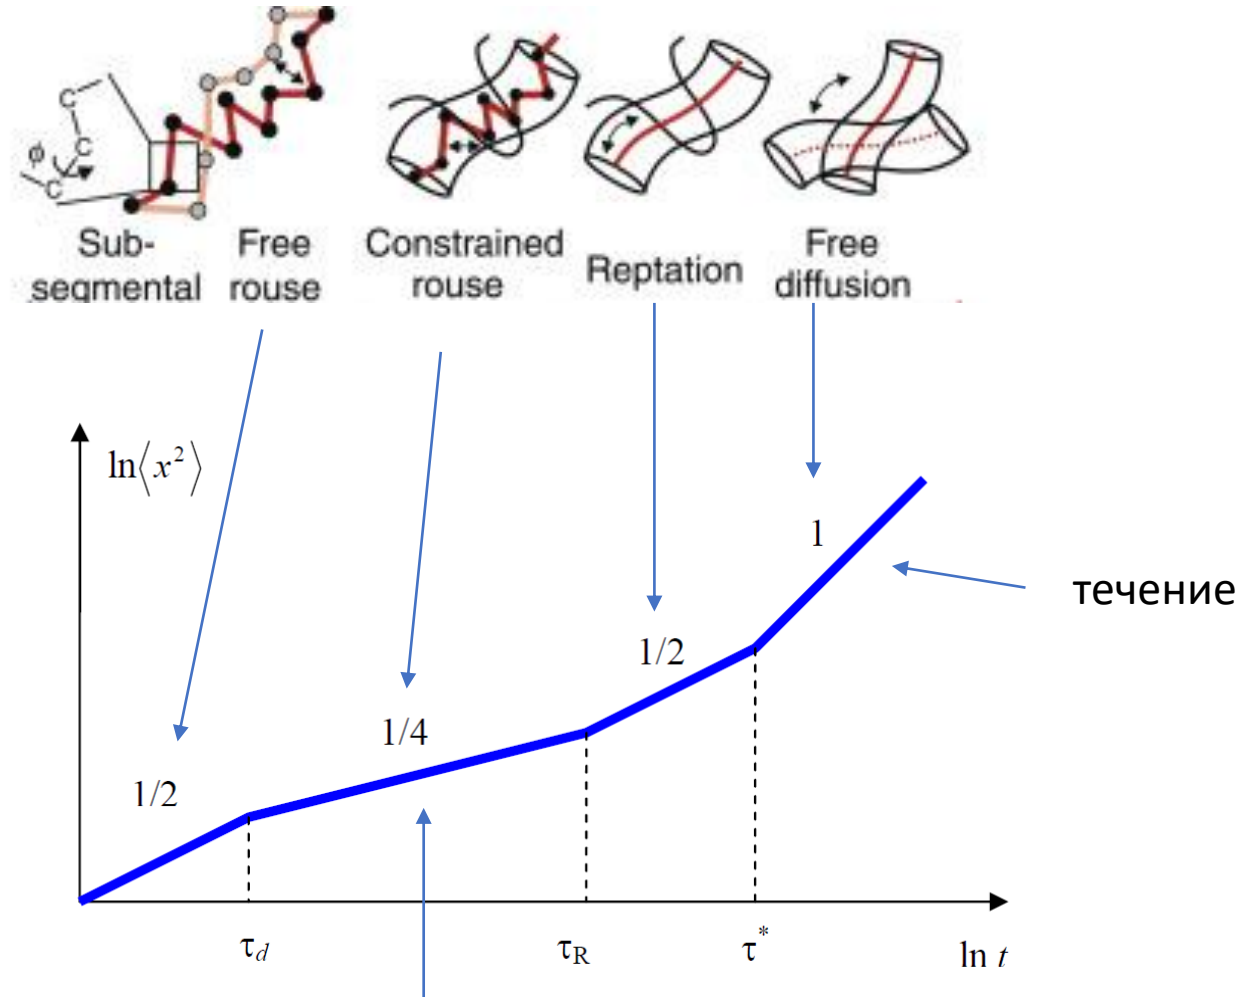 C
C
C
ϕ
Sub-
segmental
Free
rouse
Constrained
rouse
Reptation
Free
diffusion
ln⟨x²⟩
1
течение
1/2
1/4
1/2
τd
τR
τ*
ln t